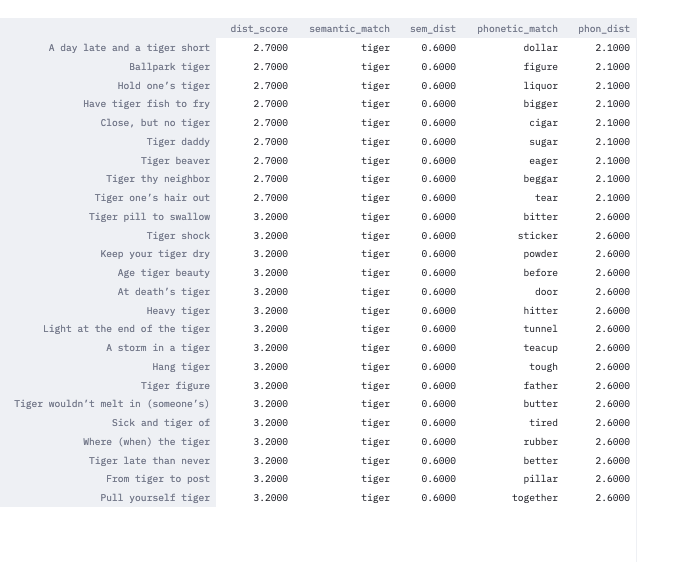 dist_score semantic_match sem_dist phonetic_match phon_dist
A day late and a tiger short 2.7000 tiger 0.6000 dollar 2.1000
Ballpark tiger 2.7000 tiger 0.6000 figure 2.1000
Hold one’s tiger 2.7000 tiger 0.6000 liquor 2.1000
Have tiger fish to fry 2.7000 tiger 0.6000 bigger 2.1000
Close, but no tiger 2.7000 tiger 0.6000 cigar 2.1000
Tiger daddy 2.7000 tiger 0.6000 sugar 2.1000
Tiger beaver 2.7000 tiger 0.6000 eager 2.1000
Tiger thy neighbor 2.7000 tiger 0.6000 beggar 2.1000
Tiger one’s hair out 2.7000 tiger 0.6000 tear 2.1000
Tiger pill to swallow 3.2000 tiger 0.6000 bitter 2.6000
Tiger shock 3.2000 tiger 0.6000 sticker 2.6000
Keep your tiger dry 3.2000 tiger 0.6000 powder 2.6000
Age tiger beauty 3.2000 tiger 0.6000 before 2.6000
At death’s tiger 3.2000 tiger 0.6000 door 2.6000
Heavy tiger 3.2000 tiger 0.6000 hitter 2.6000
Light at the end of the tiger 3.2000 tiger 0.6000 tunnel 2.6000
A storm in a tiger 3.2000 tiger 0.6000 teacup 2.6000
Hang tiger 3.2000 tiger 0.6000 tough 2.6000
Tiger figure 3.2000 tiger 0.6000 father 2.6000
Tiger wouldn’t melt in (someone’s) 3.2000 tiger 0.6000 butter 2.6000
Sick and tiger of 3.2000 tiger 0.6000 tired 2.6000
Where (when) the tiger 3.2000 tiger 0.6000 rubber 2.6000
Tiger late than never 3.2000 tiger 0.6000 better 2.6000
From tiger to post 3.2000 tiger 0.6000 pillar 2.6000
Pull yourself tiger 3.2000 tiger 0.6000 together 2.6000